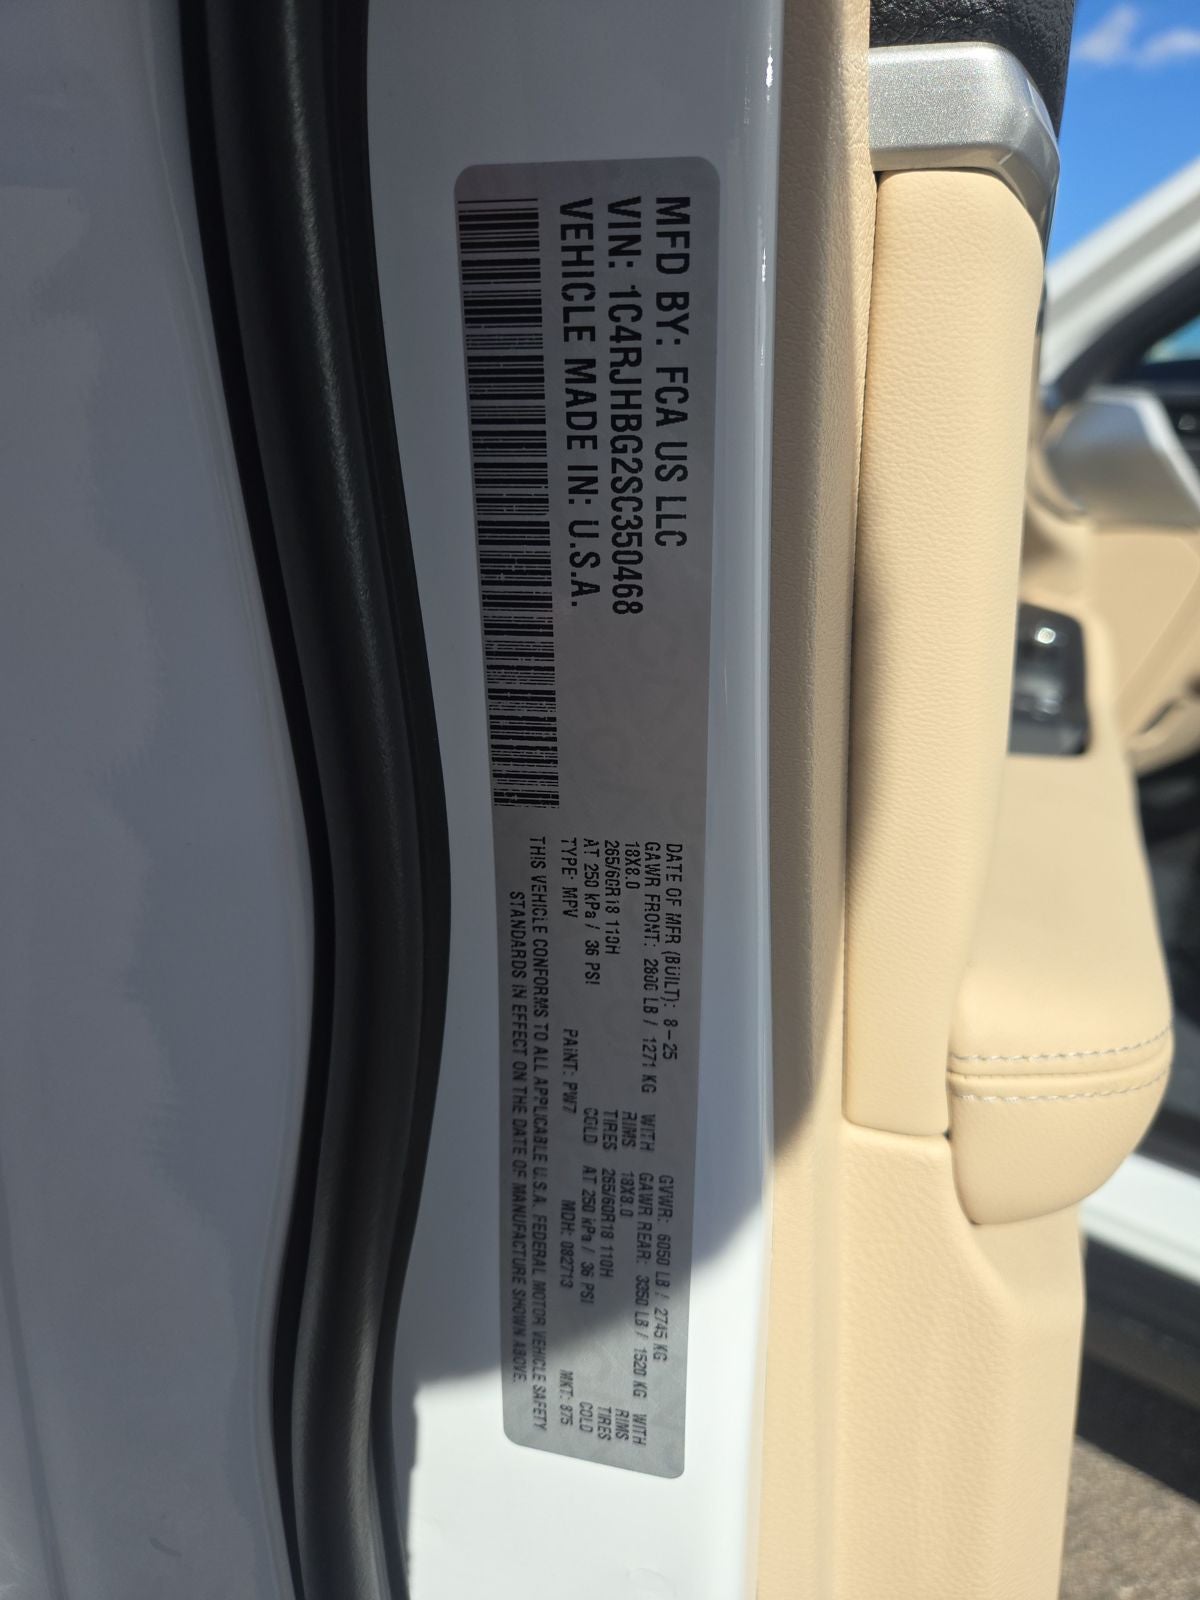 MFD BY: FCA US LLC
VIN: 1C4RJHBG2SC350468
VEHICLE MADE IN: U.S.A.
DATE OF MFR (BUILT): 8-25 GVWR: 6050 LB / 2745 KG
GAWR FRONT: 2800 LB / 1271 KG WITH GAWR REAR: 3350 LB / 1520 KG WITH
18X8.0 RIMS 18X8.0 RIMS
265/60R18 110H TIRES 265/60R18 110H TIRES
AT 250 kPa / 36 PSI COLD AT 250 kPa / 36 PSI COLD
TYPE: MPV PAINT: PW7 MDH: 082713 MKT: 875
THIS VEHICLE CONFORMS TO ALL APPLICABLE U.S.A. FEDERAL MOTOR VEHICLE SAFETY
STANDARDS IN EFFECT ON THE DATE OF MANUFACTURE SHOWN ABOVE.